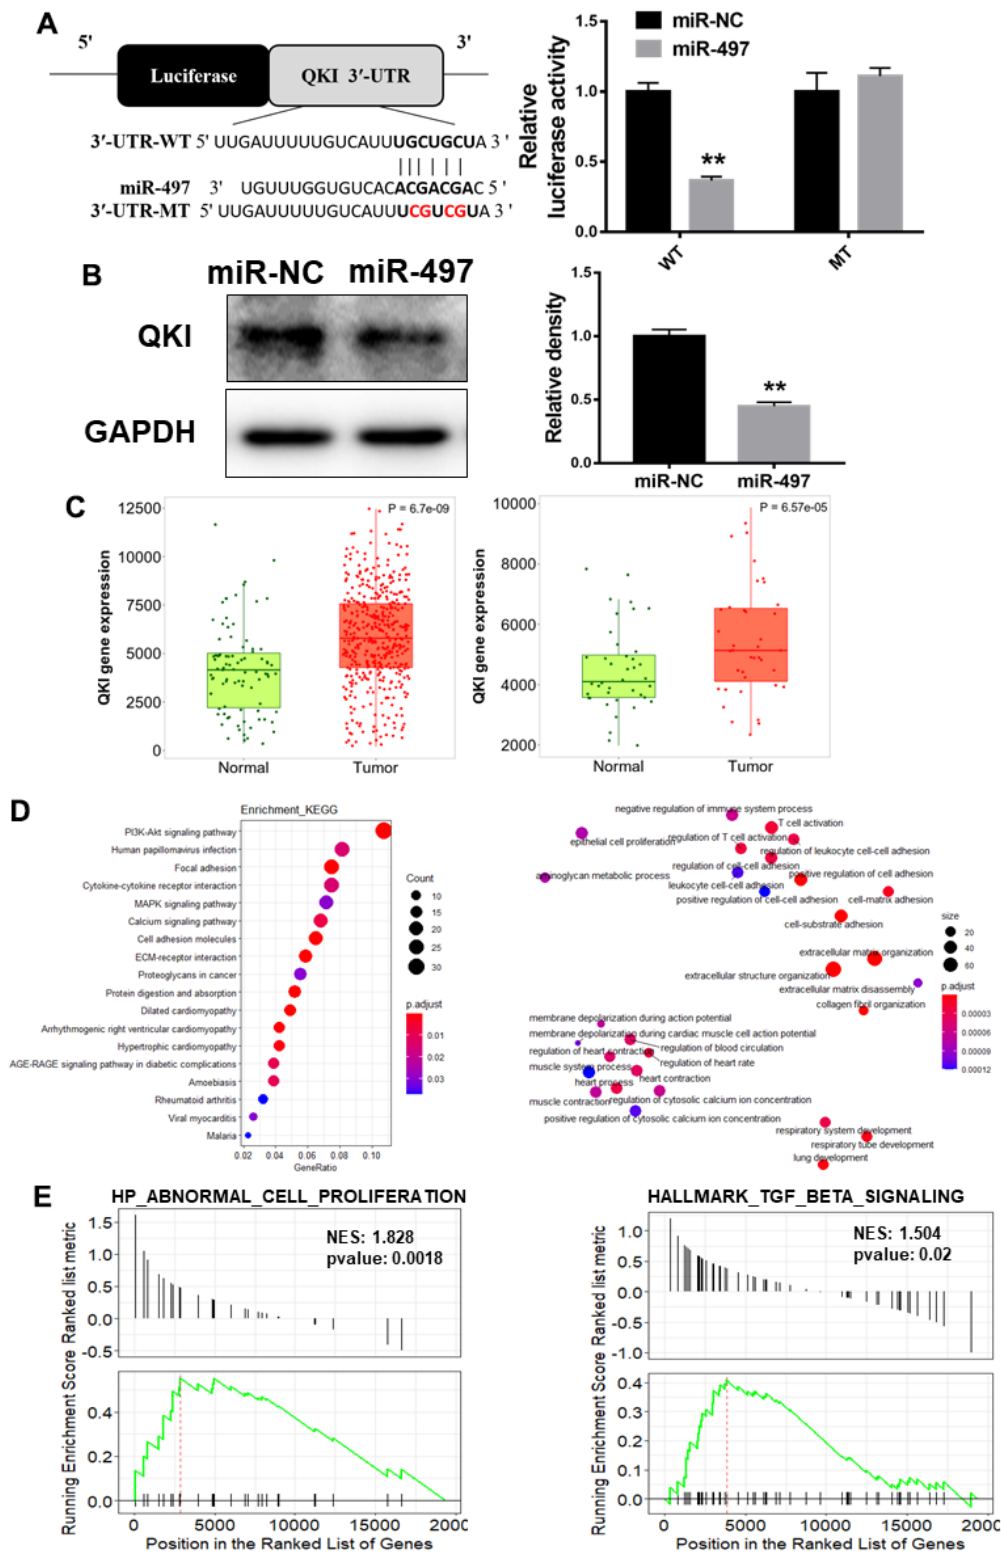 A
5'
3'
Luciferase
QKI 3′-UTR
3′-UTR-WT 5' UUGAUUUUUGUCAUUUGCUGCUA 3 '
miR-497 3' UGUUUGGUGUCACACGACGAC 5 '
3′-UTR-MT 5' UUGAUUUUUGUCAUUUCGUCGUA 3 '
miR-NC
miR-497
Relative
luciferase activity
1.5
1.0
0.5
0.0
**
WT
MT
B
miR-NC miR-497
QKI
GAPDH
Relative density
1.5
1.0
0.5
0.0
**
miR-NC
miR-497
C
QKI gene expression
12500
10000
7500
5000
2500
0
P = 6.7e-09
Normal
Tumor
QKI gene expression
10000
8000
6000
4000
2000
P = 6.57e-05
Normal
Tumor
D
Enrichment_KEGG
PI3K-Akt signaling pathway
Human papillomavirus infection
Focal adhesion
Cytokine-cytokine receptor interaction
MAPK signaling pathway
Calcium signaling pathway
Cell adhesion molecules
ECM-receptor interaction
Proteoglycans in cancer
Protein digestion and absorption
Dilated cardiomyopathy
Arrhythmogenic right ventricular cardiomyopathy
Hypertrophic cardiomyopathy
AGE-RAGE signaling pathway in diabetic complications
Amoebiasis
Rheumatoid arthritis
Viral myocarditis
Malaria
0.02 0.04 0.06 0.08 0.10
GeneRatio
Count
10
15
20
25
30
p.adjust
0.01
0.02
0.03
negative regulation of immune system process
T cell activation
epithelial cell proliferation
regulation of T cell activation
regulation of leukocyte cell-cell adhesion
regulation of cell-cell adhesion
aminoglycan metabolic process
positive regulation of cell adhesion
leukocyte cell-cell adhesion
positive regulation of cell-cell adhesion
cell-matrix adhesion
cell-substrate adhesion
extracellular matrix organization
extracellular structure organization
extracellular matrix disassembly
collagen fibril organization
membrane depolarization during action potential
membrane depolarization during cardiac muscle cell action potential
regulation of blood circulation
regulation of heart contraction
regulation of heart rate
muscle system process
heart contraction
heart process
muscle contraction
regulation of cytosolic calcium ion concentration
positive regulation of cytosolic calcium ion concentration
respiratory system development
respiratory tube development
lung development
size
20
40
60
p.adjust
0.00003
0.00006
0.00009
0.00012
E
HP_ABNORMAL_CELL_PROLIFERATION
NES: 1.828
pvalue: 0.0018
Ranked list metric
1.5
1.0
0.5
0.0
-0.5
Running Enrichment Score
0.4
0.2
0.0
0 5000 10000 15000 2000
Position in the Ranked List of Genes
HALLMARK_TGF_BETA_SIGNALING
NES: 1.504
pvalue: 0.02
Ranked list metric
1.0
0.5
0.0
-0.5
-1.0
Running Enrichment Score
0.4
0.3
0.2
0.1
0.0
0 5000 10000 15000 2000
Position in the Ranked List of Genes